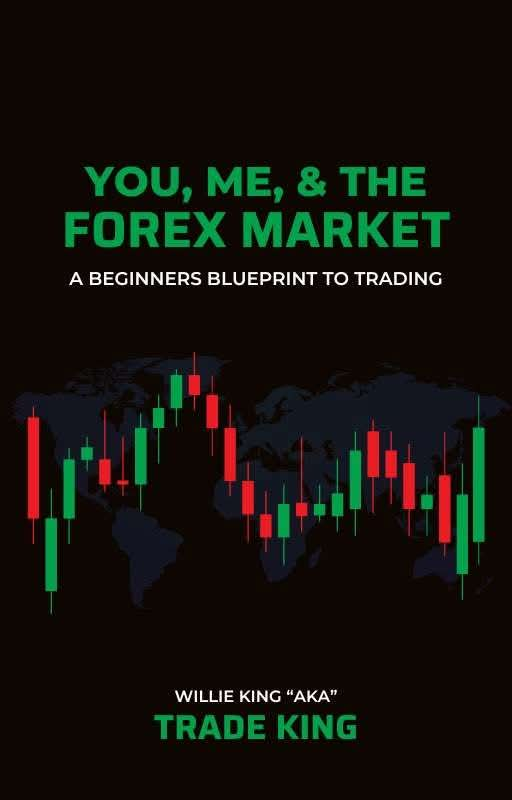 YOU, ME, & THE
FOREX MARKET
A BEGINNERS BLUEPRINT TO TRADING
WILLIE KING “AKA”
TRADE KING